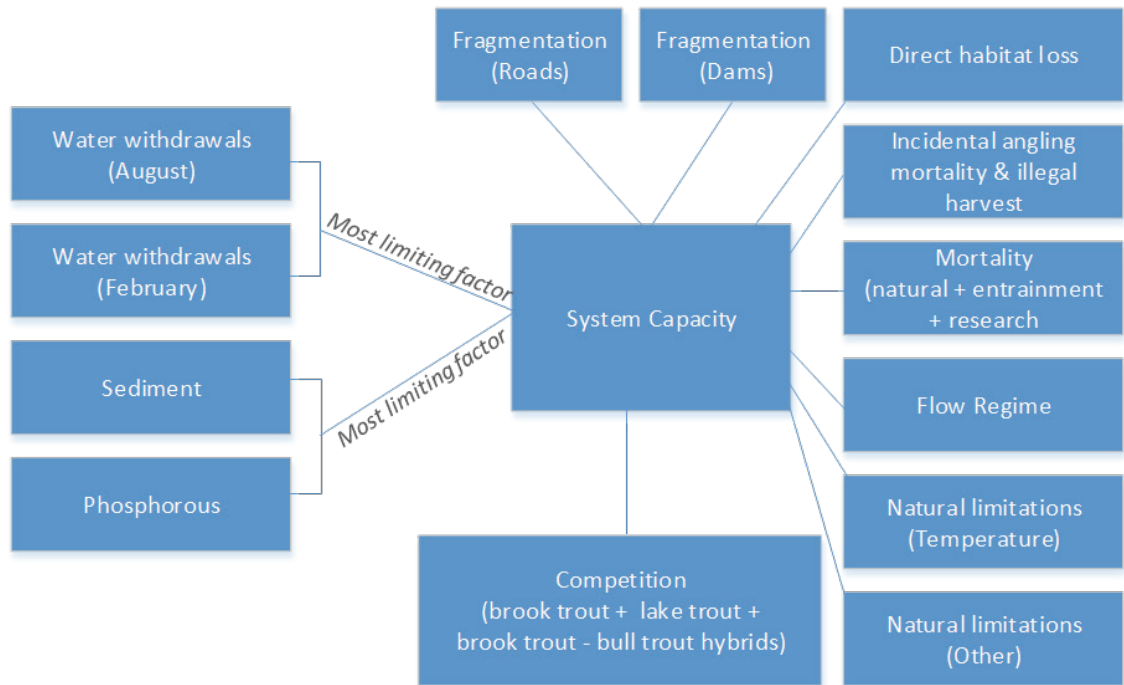 Fragmentation
(Roads)
Fragmentation
(Dams)
Direct habitat loss
Water withdrawals
(August)
Incidental angling
mortality & illegal
harvest
Most limiting factor
Water withdrawals
(February)
System Capacity
Mortality
(natural + entrainment
+ research
Sediment
Most limiting factor
Flow Regime
Phosphorous
Natural limitations
(Temperature)
Competition
(brook trout + lake trout +
brook trout - bull trout hybrids)
Natural limitations
(Other)